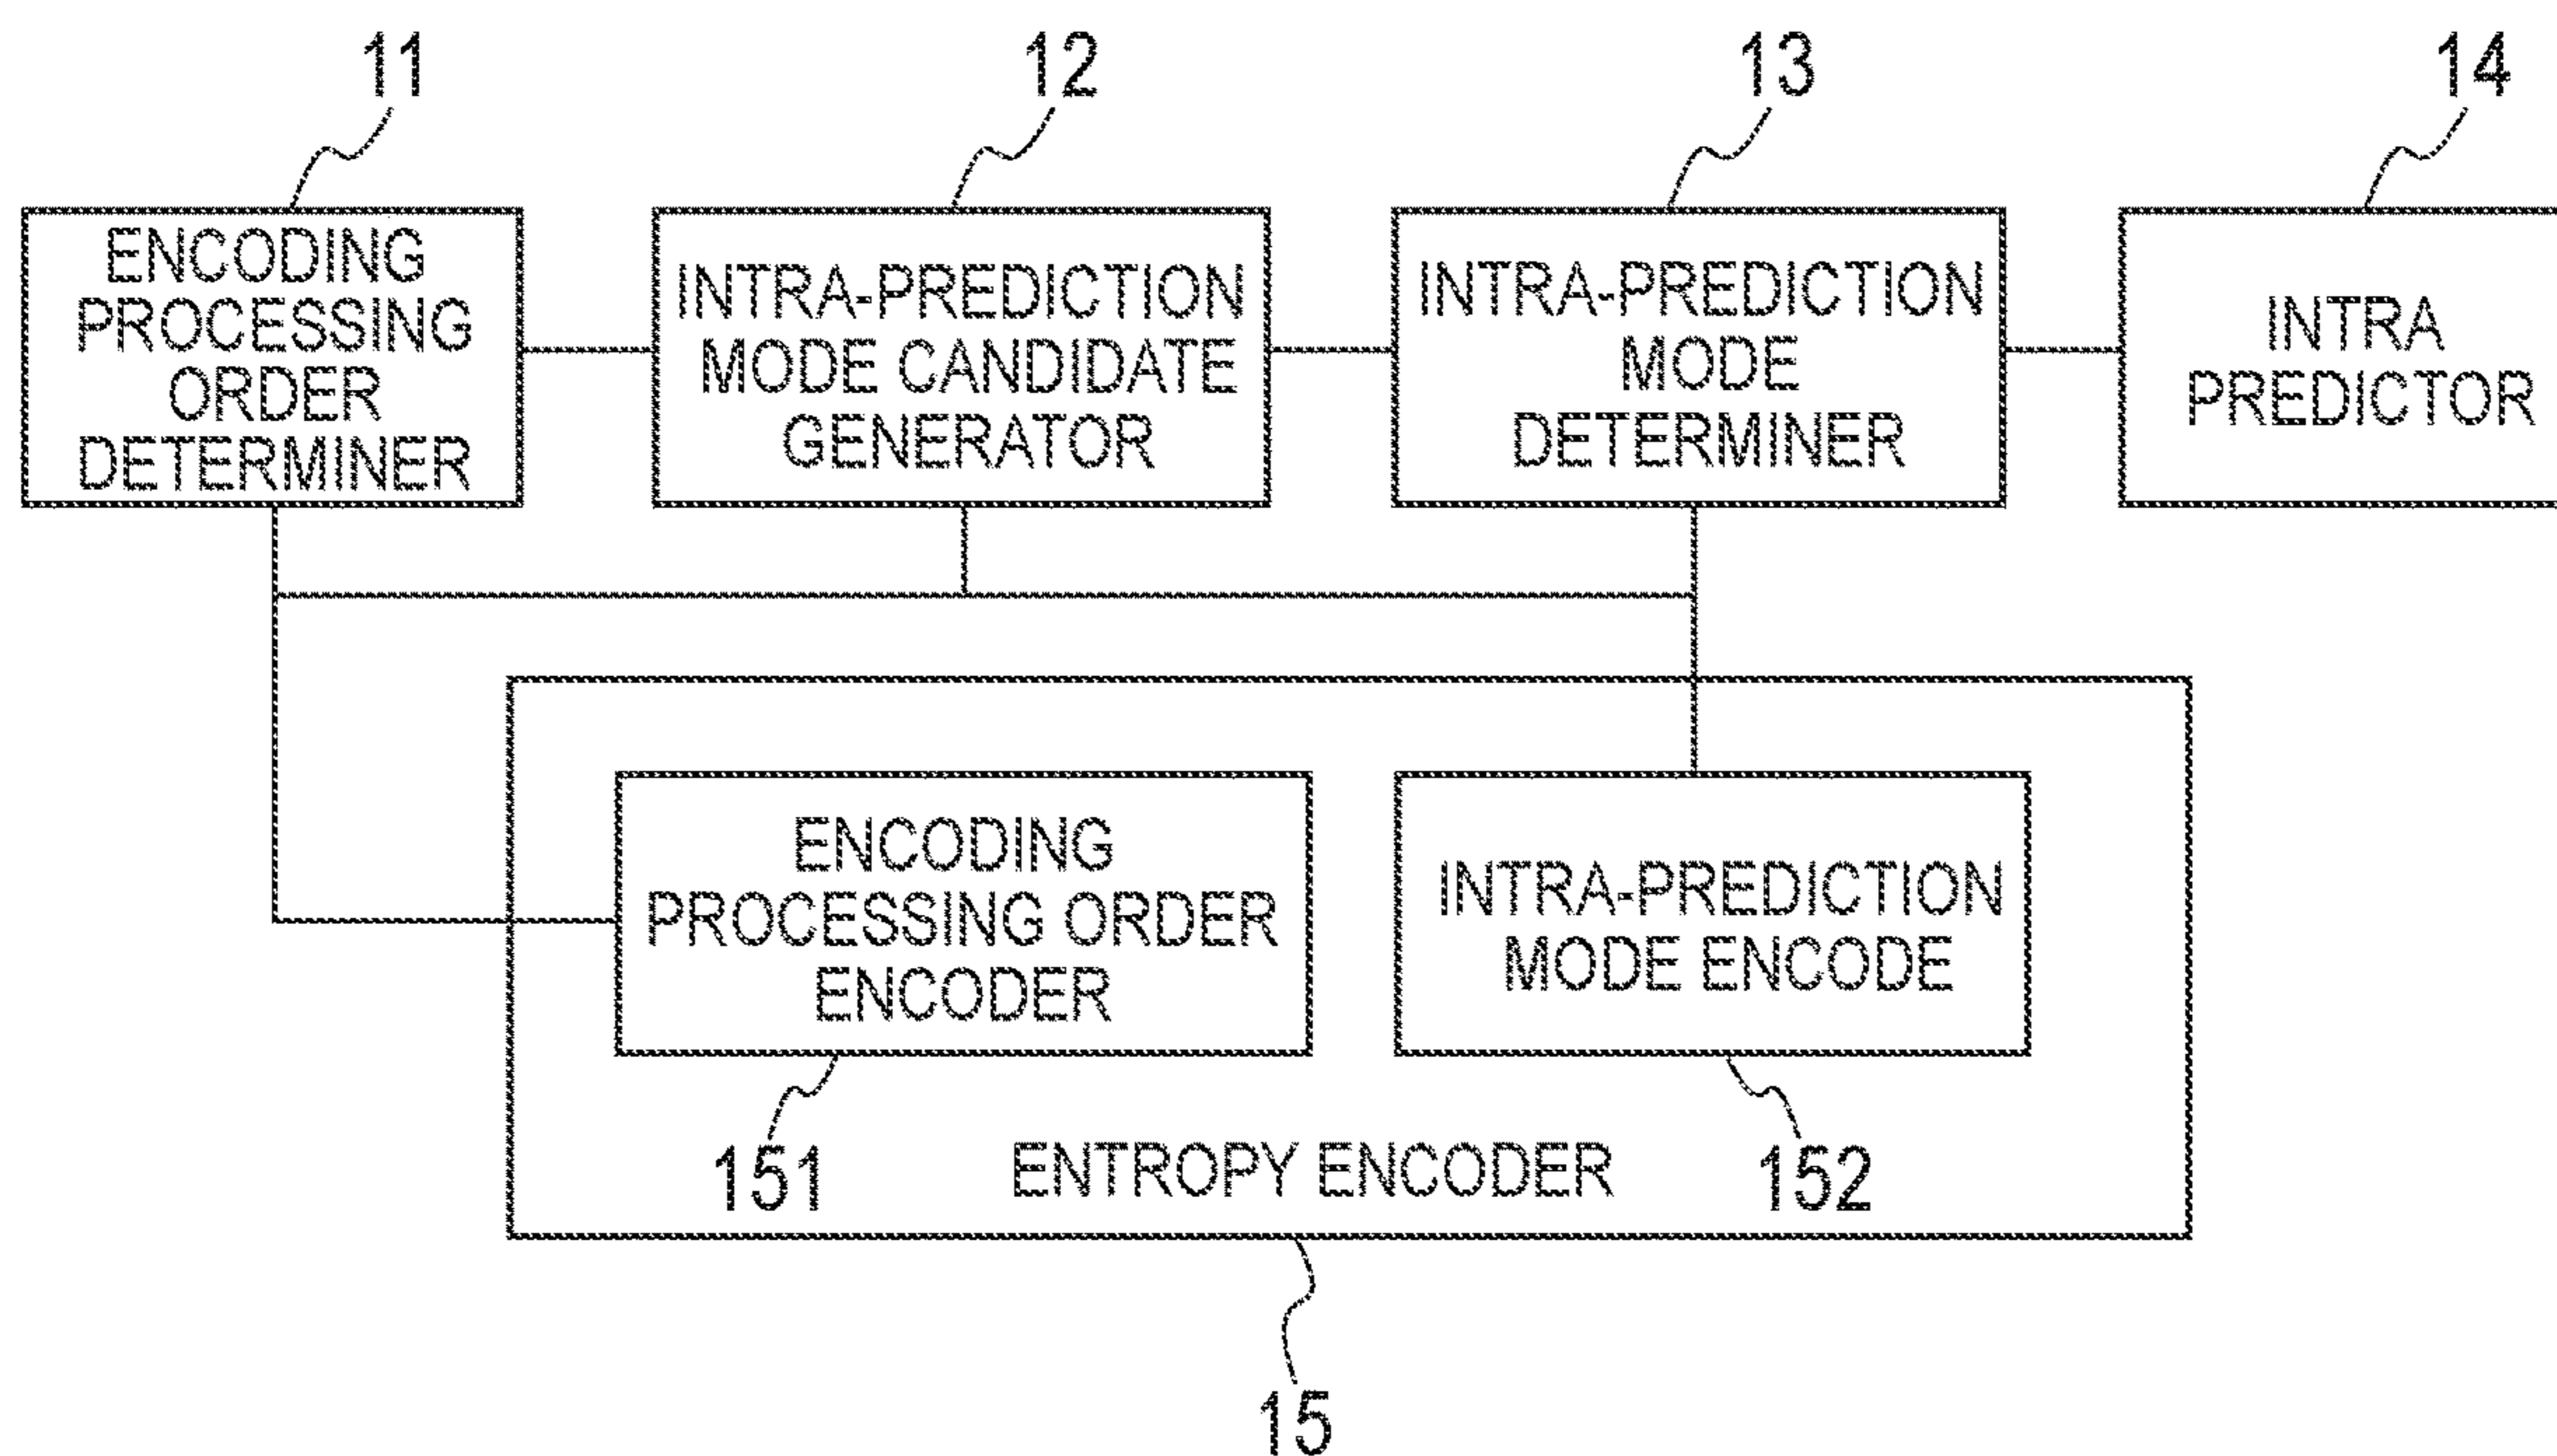 11
12
13
14
ENCODING
PROCESSING
ORDER
DETERMINER
INTRA-PREDICTION
MODE CANDIDATE
GENERATOR
INTRA-PREDICTION
MODE
DETERMINER
INTRA
PREDICTOR
ENCODING
PROCESSING ORDER
ENCODER
INTRA-PREDICTION
MODE ENCODE
151
ENTROPY ENCODER
152
15